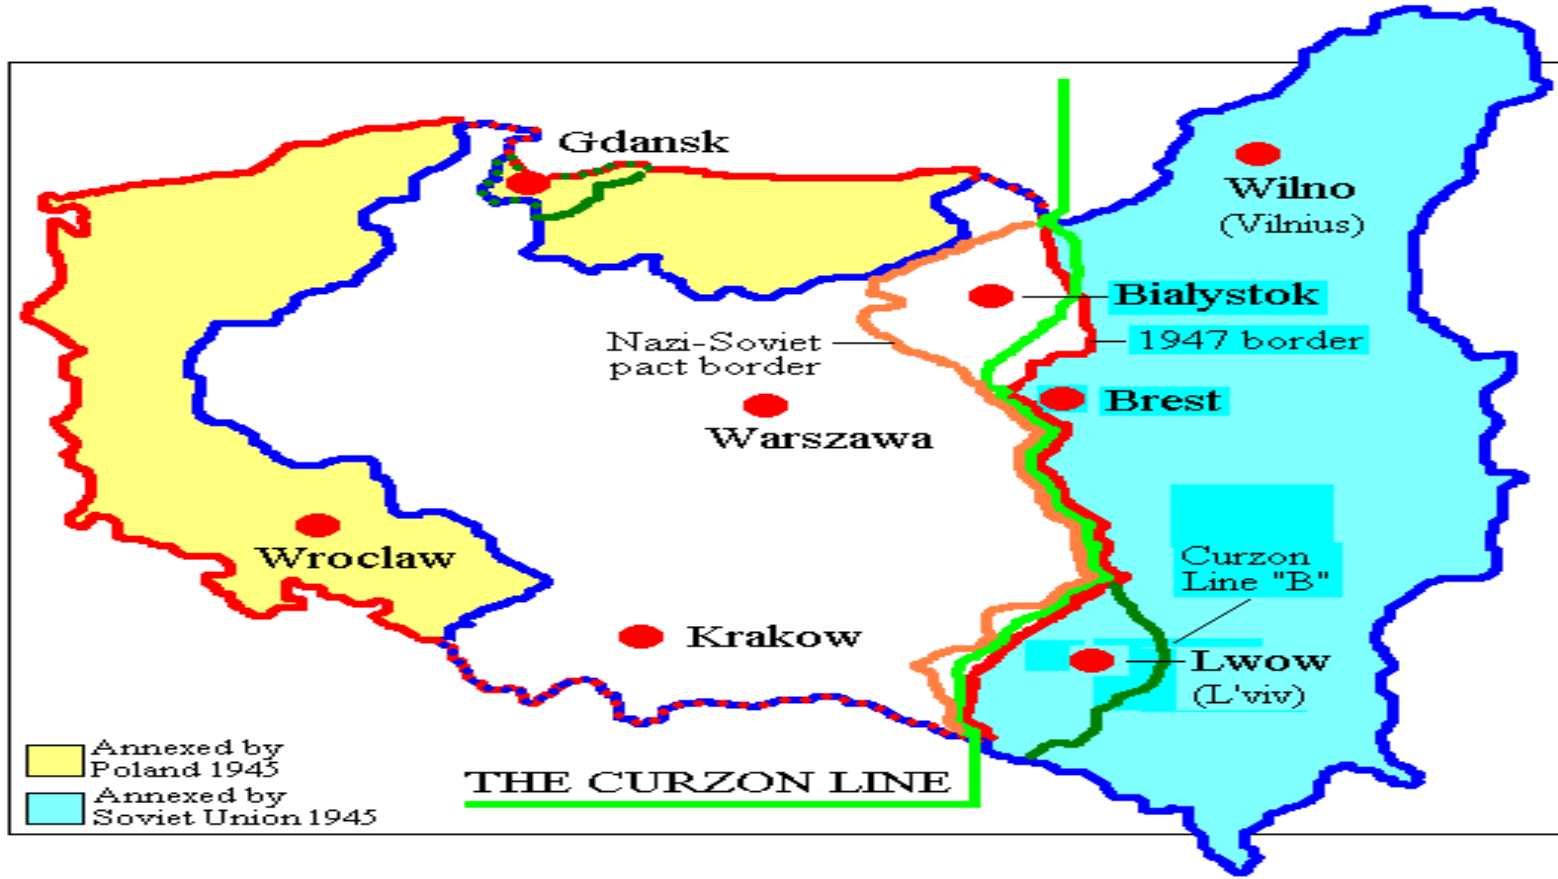 Gdansk
Wilno
(Vilnius)
Bialystok
Nazi-Soviet
pact border
1947 border
Brest
Warszawa
Wroclaw
Curzon
Line "B"
Krakow
Lwow
(L'viv)
Annexed by
Poland 1945
THE CURZON LINE
Annexed by
Soviet Union 1945